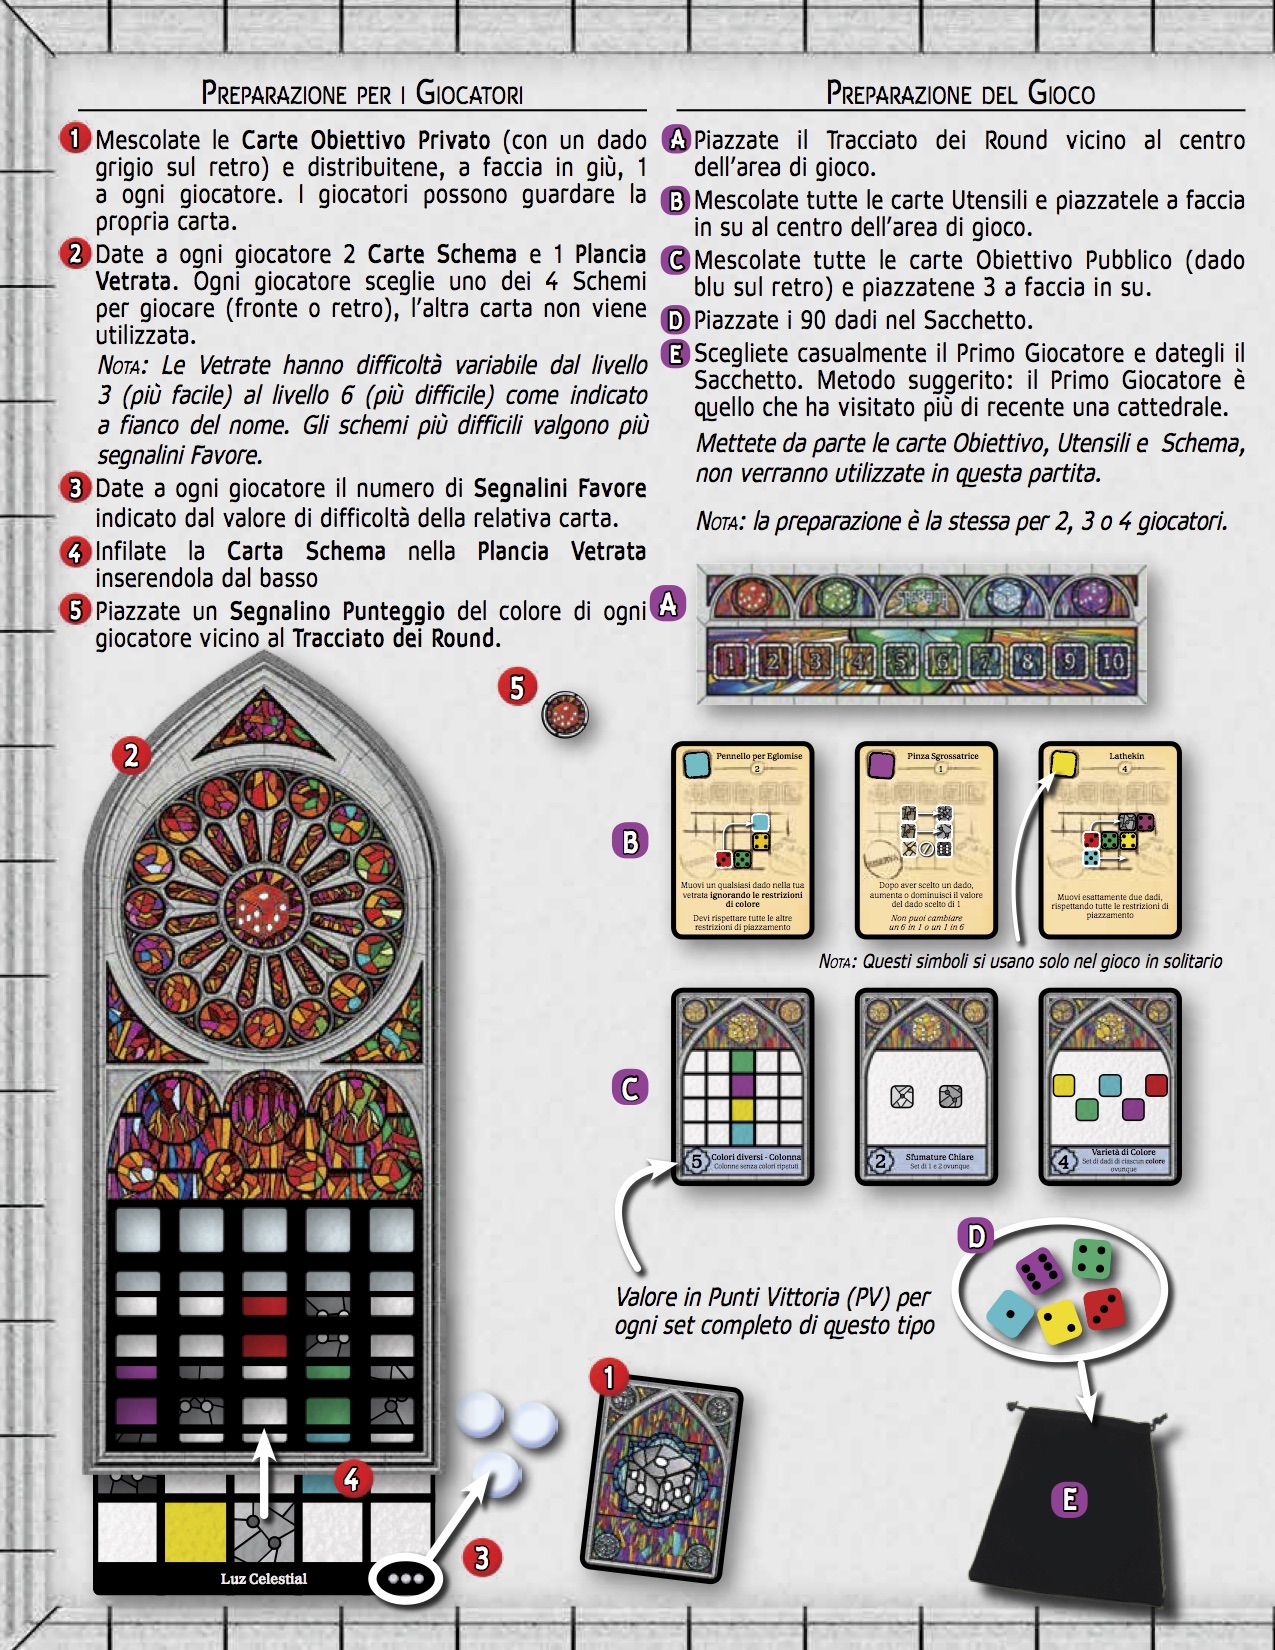 Preparazione per i Giocatori
1 Mescolate le Carte Obiettivo Privato (con un dado
grigio sul retro) e distribuitene, a faccia in giù, 1
a ogni giocatore. I giocatori possono guardare la
propria carta.
2 Date a ogni giocatore 2 Carte Schema e 1 Plancia
Vetrata. Ogni giocatore sceglie uno dei 4 Schemi
per giocare (fronte o retro), l'altra carta non viene
utilizzata.
Nota: Le Vetrate hanno difficoltà variabile dal livello
3 (più facile) al livello 6 (più difficile) come indicato
a fianco del nome. Gli schemi più difficili valgono più
segnalini Favore.
3 Date a ogni giocatore il numero di Segnalini Favore
indicato dal valore di difficoltà della relativa carta.
4 Infilate la Carta Schema nella Plancia Vetrata
inserendola dal basso
5 Piazzate un Segnalino Punteggio del colore di ogni
giocatore vicino al Tracciato dei Round.
Preparazione del Gioco
A Piazzate il Tracciato dei Round vicino al centro
dell'area di gioco.
B Mescolate tutte le carte Utensili e piazzatele a faccia
in su al centro dell'area di gioco.
C Mescolate tutte le carte Obiettivo Pubblico (dado
blu sul retro) e piazzatene 3 a faccia in su.
D Piazzate i 90 dadi nel Sacchetto.
E Scegliete casualmente il Primo Giocatore e dategli il
Sacchetto. Metodo suggerito: il Primo Giocatore è
quello che ha visitato più di recente una cattedrale.
Mettete da parte le carte Obiettivo, Utensili e Schema,
non verranno utilizzate in questa partita.
Nota: la preparazione è la stessa per 2, 3 o 4 giocatori.
A
1 2 3 4 5 6 7 8 9 10
5
2
B
Pennello per Eglomise
2
Muovi un qualsiasi dado nella tua
vetrata ignorando le restrizioni
di colore
Devi rispettare tutte le altre
restrizioni di piazzamento
Pinza Sgrossatrice
1
Dopo aver scelto un dado,
aumenta o dominuisci il valore
del dado scelto di 1
Non puoi cambiare
un 6 in 1 o un 1 in 6
Lathekin
4
Muovi esattamente due dadi,
rispettando tutte le restrizioni di
piazzamento
Nota: Questi simboli si usano solo nel gioco in solitario
C
5 Colori diversi - Colonna
Colonne senza colori ripetuti
2 Sfumature Chiare
Set di 1 e 2 ovunque
4 Varietà di Colore
Set di dadi di ciascun colore
ovunque
Valore in Punti Vittoria (PV) per
ogni set completo di questo tipo
D
1
E
4
3
Luz Celestial